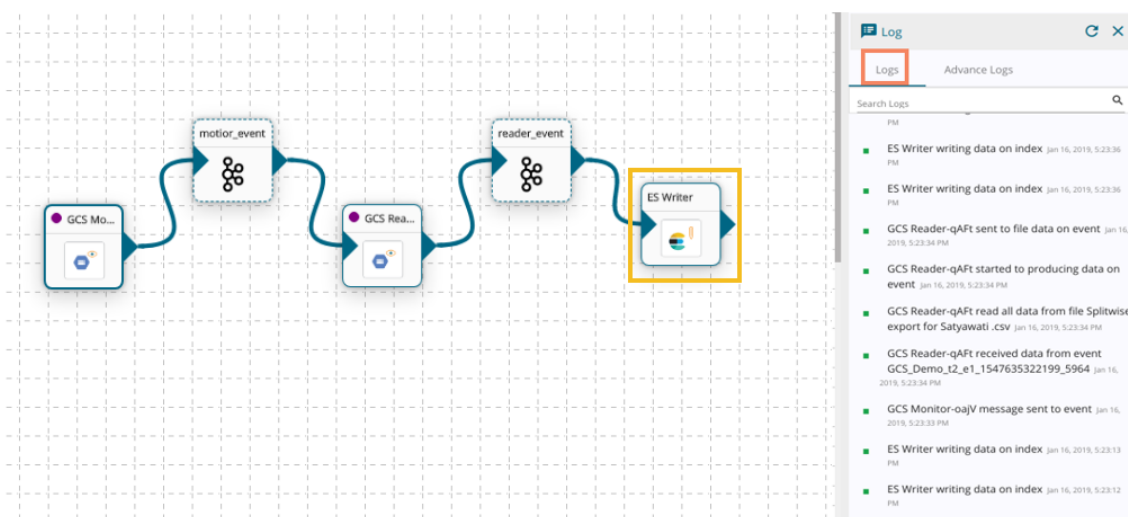 motior_event
reader_event
GCS Mo...
GCS Rea...
ES Writer
Log
Logs
Advance Logs
Search Logs
PM
ES Writer writing data on index Jan 16, 2019, 5:23:36
PM
ES Writer writing data on index Jan 16, 2019, 5:23:36
PM
GCS Reader-qAFt sent to file data on event Jan 16,
2019, 5:23:34 PM
GCS Reader-qAFt started to producing data on
event Jan 16, 2019, 5:23:34 PM
GCS Reader-qAFt read all data from file Splitwise
export for Satyawati .csv Jan 16, 2019, 5:23:34 PM
GCS Reader-qAFt received data from event
GCS_Demo_t2_e1_1547635322199_5964 Jan 16,
2019, 5:23:34 PM
GCS Monitor-oajV message sent to event Jan 16,
2019, 5:23:33 PM
ES Writer writing data on index Jan 16, 2019, 5:23:13
PM
ES Writer writing data on index Jan 16, 2019, 5:23:12
PM